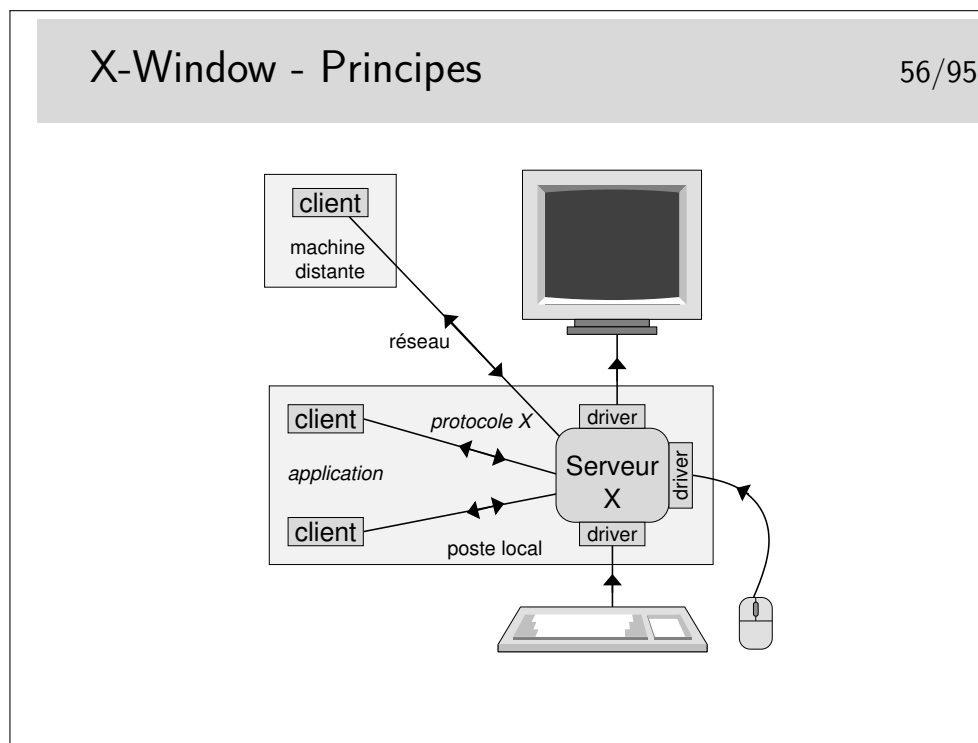 X-Window - Principes
56/95
client
machine
distante
réseau
client
protocole X
driver
Serveur
X
driver
application
client
poste local
driver